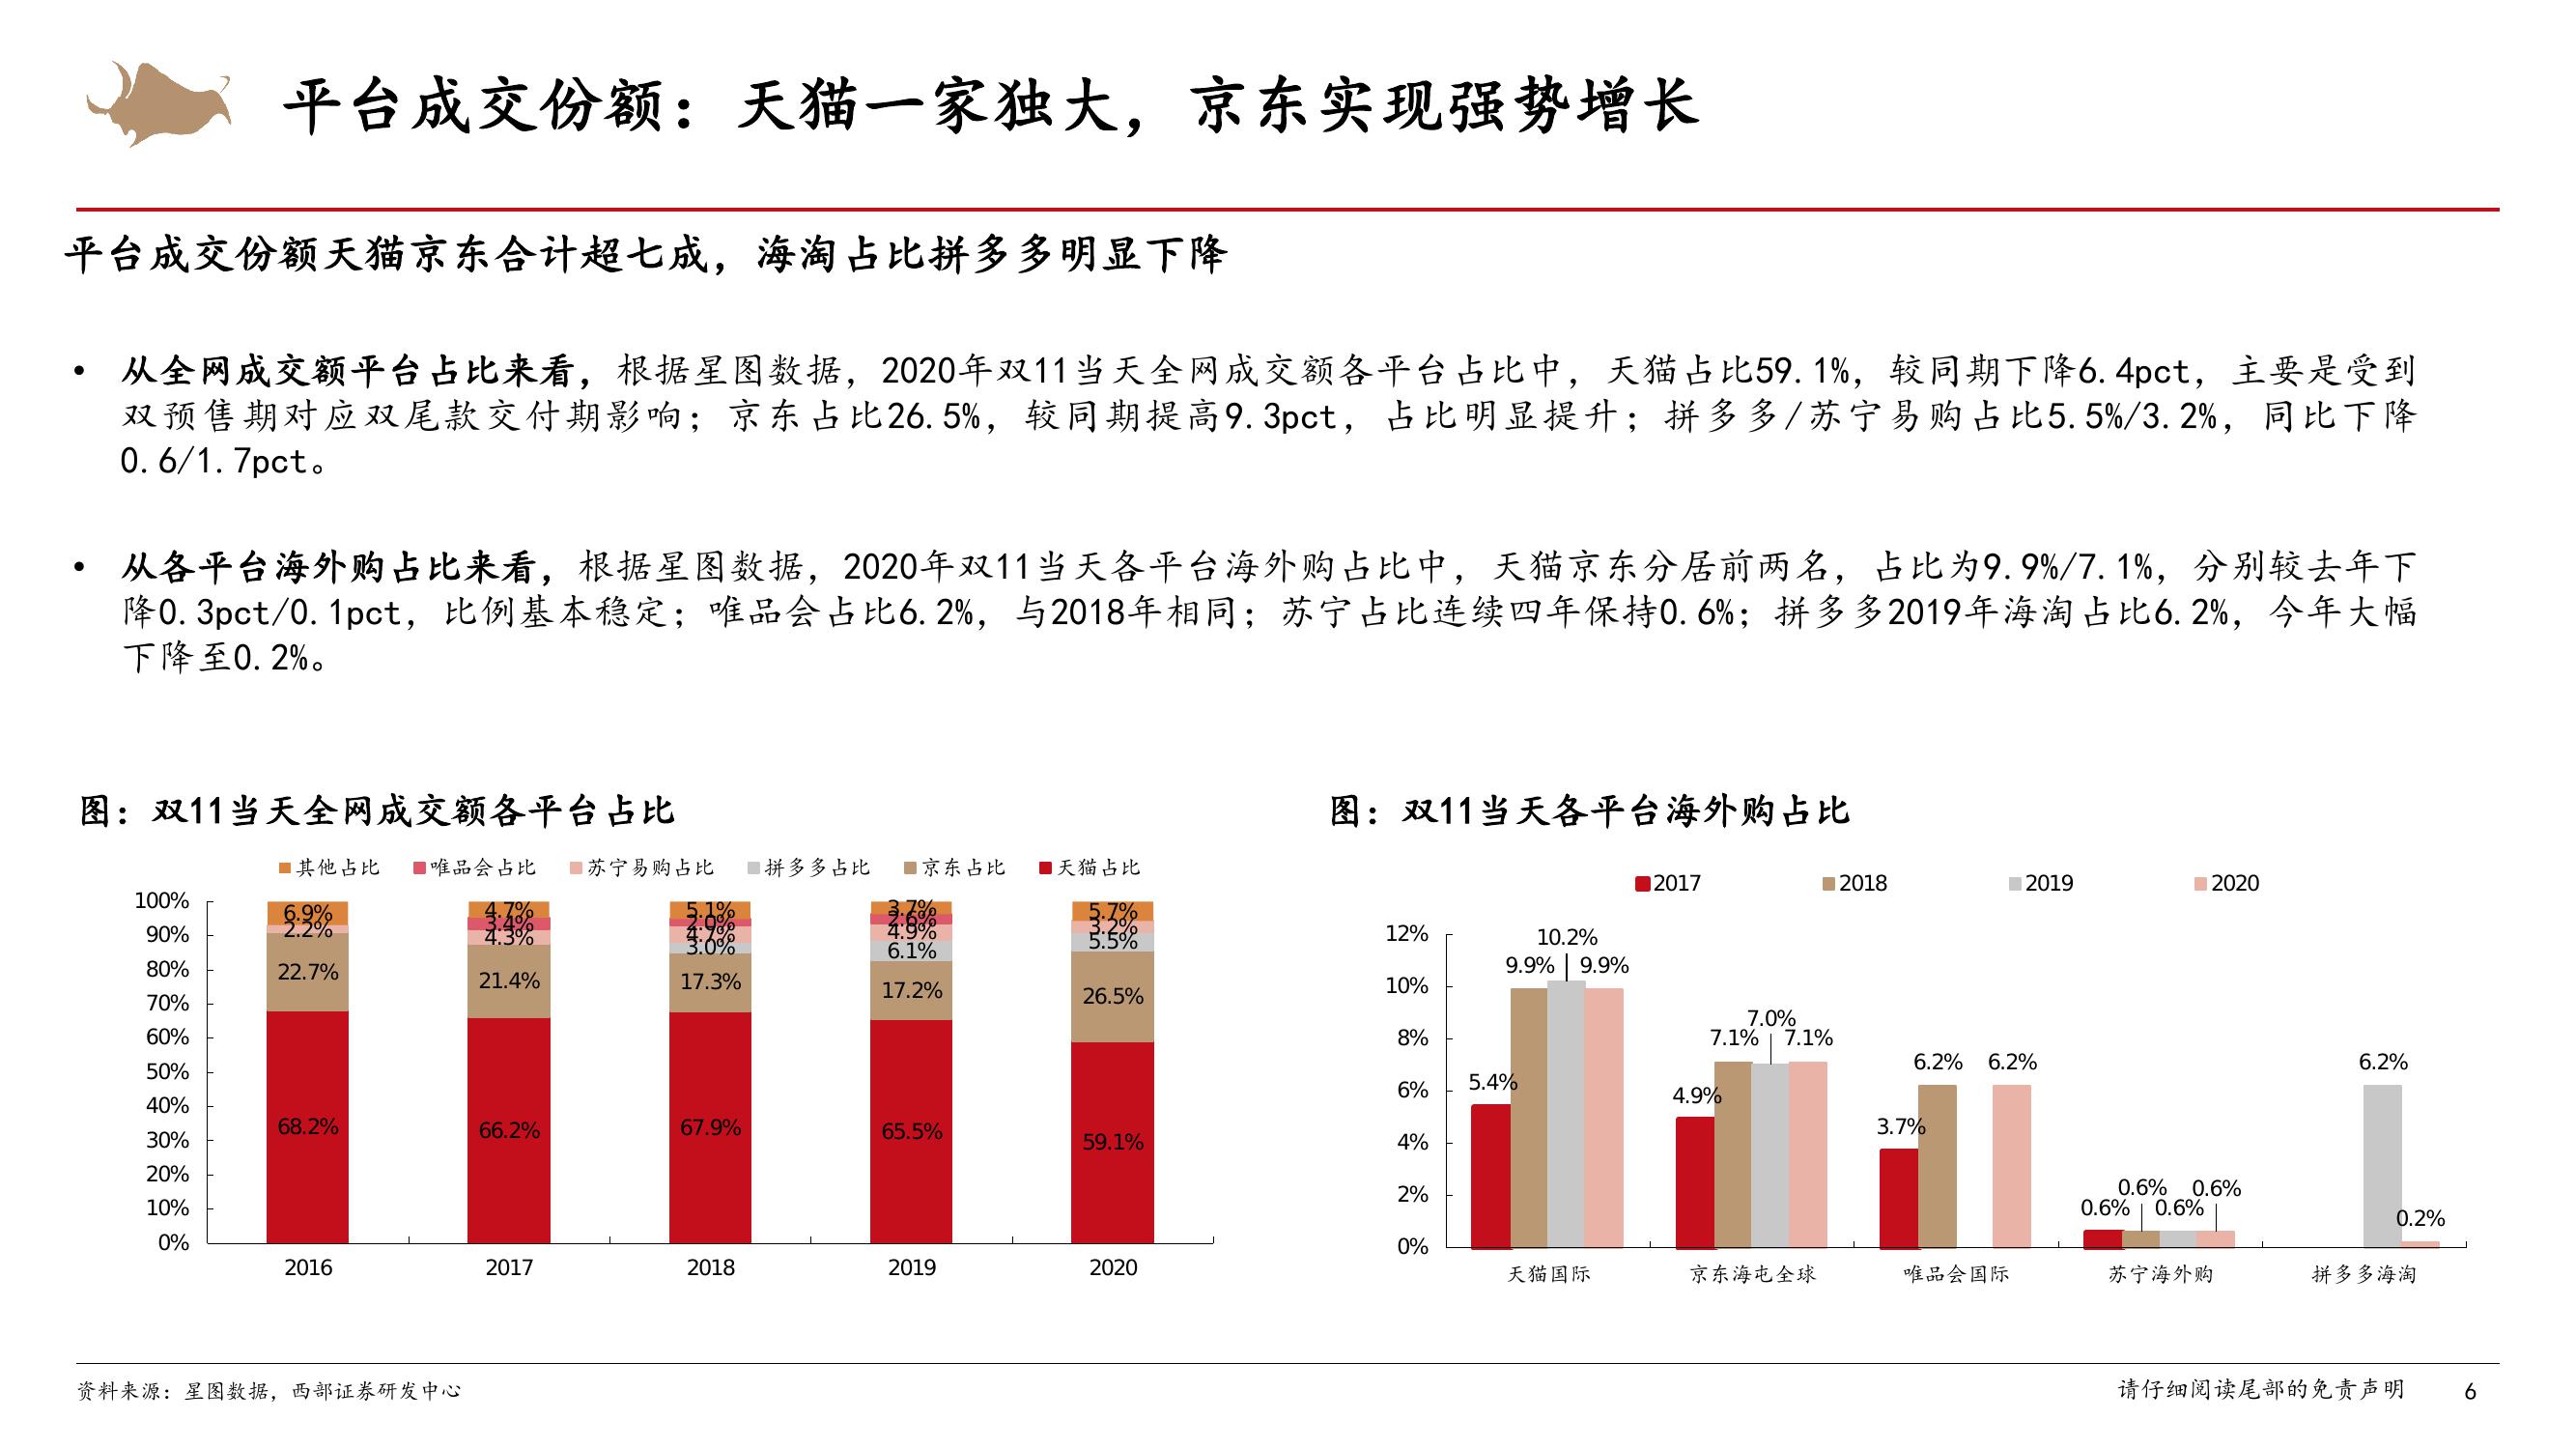 平台成交份额：天猫一家独大，京东实现强势增长
平台成交份额天猫京东合计超七成，海淘占比拼多多明显下降
• 从全网成交额平台占比来看，根据星图数据，2020年双11当天全网成交额各平台占比中，天猫占比59.1%，较同期下降6.4pct，主要是受到
双预售期对应双尾款交付期影响；京东占比26.5%，较同期提高9.3pct，占比明显提升；拼多多/苏宁易购占比5.5%/3.2%，同比下降
0.6/1.7pct。
• 从各平台海外购占比来看，根据星图数据，2020年双11当天各平台海外购占比中，天猫京东分居前两名，占比为9.9%/7.1%，分别较去年下
降0.3pct/0.1pct，比例基本稳定；唯品会占比6.2%，与2018年相同；苏宁占比连续四年保持0.6%；拼多多2019年海淘占比6.2%，今年大幅
下降至0.2%。
图：双11当天全网成交额各平台占比
其他占比 唯品会占比 苏宁易购占比 拼多多占比 京东占比 天猫占比
100%
90%
80%
70%
60%
50%
40%
30%
20%
10%
0%
6.9% 4.7% 5.1% 3.7% 5.7%
3.4% 2.0% 2.6%
2.2% 4.3% 4.7% 4.9% 3.2%
3.0% 6.1% 5.5%
22.7% 21.4% 17.3% 17.2% 26.5%
68.2% 66.2% 67.9% 65.5% 59.1%
2016 2017 2018 2019 2020
图：双11当天各平台海外购占比
2017 2018 2019 2020
12%
10%
8%
6%
4%
2%
0%
5.4% 9.9% 10.2% 9.9%
4.9% 7.1% 7.0% 7.1%
3.7% 6.2% 6.2%
0.6% 0.6% 0.6% 0.6%
6.2% 0.2%
天猫国际 京东海屯全球 唯品会国际 苏宁海外购 拼多多海淘
资料来源：星图数据，西部证券研发中心
请仔细阅读尾部的免责声明 6